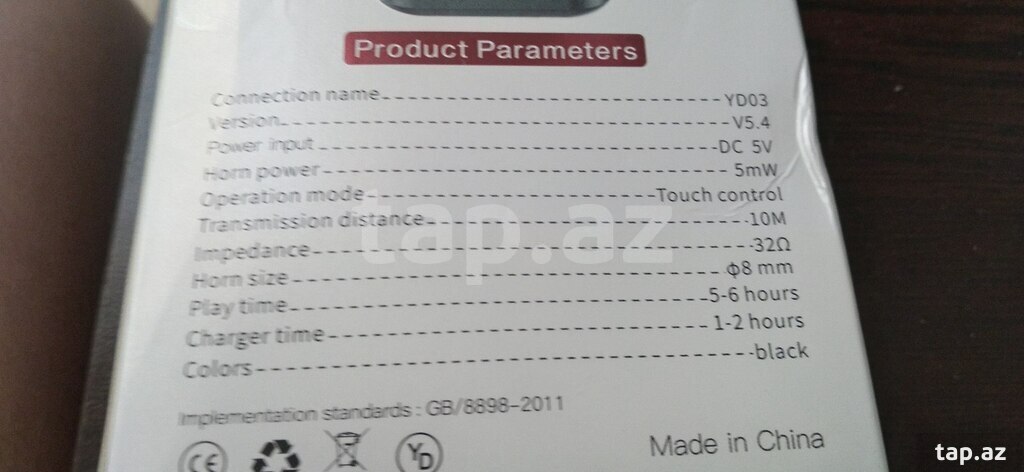 Product Parameters
Connection name YD03
Version V5.4
Power input DC 5V
Horn power 5mW
Operation mode Touch control
Transmission distance 10M
Impedance 32Ω
Horn size ϕ8 mm
Play time 5-6 hours
Charger time 1-2 hours
Colors black
Implementation standards : GB/8898-2011
CE YD Made in China
tap.az
tap.az